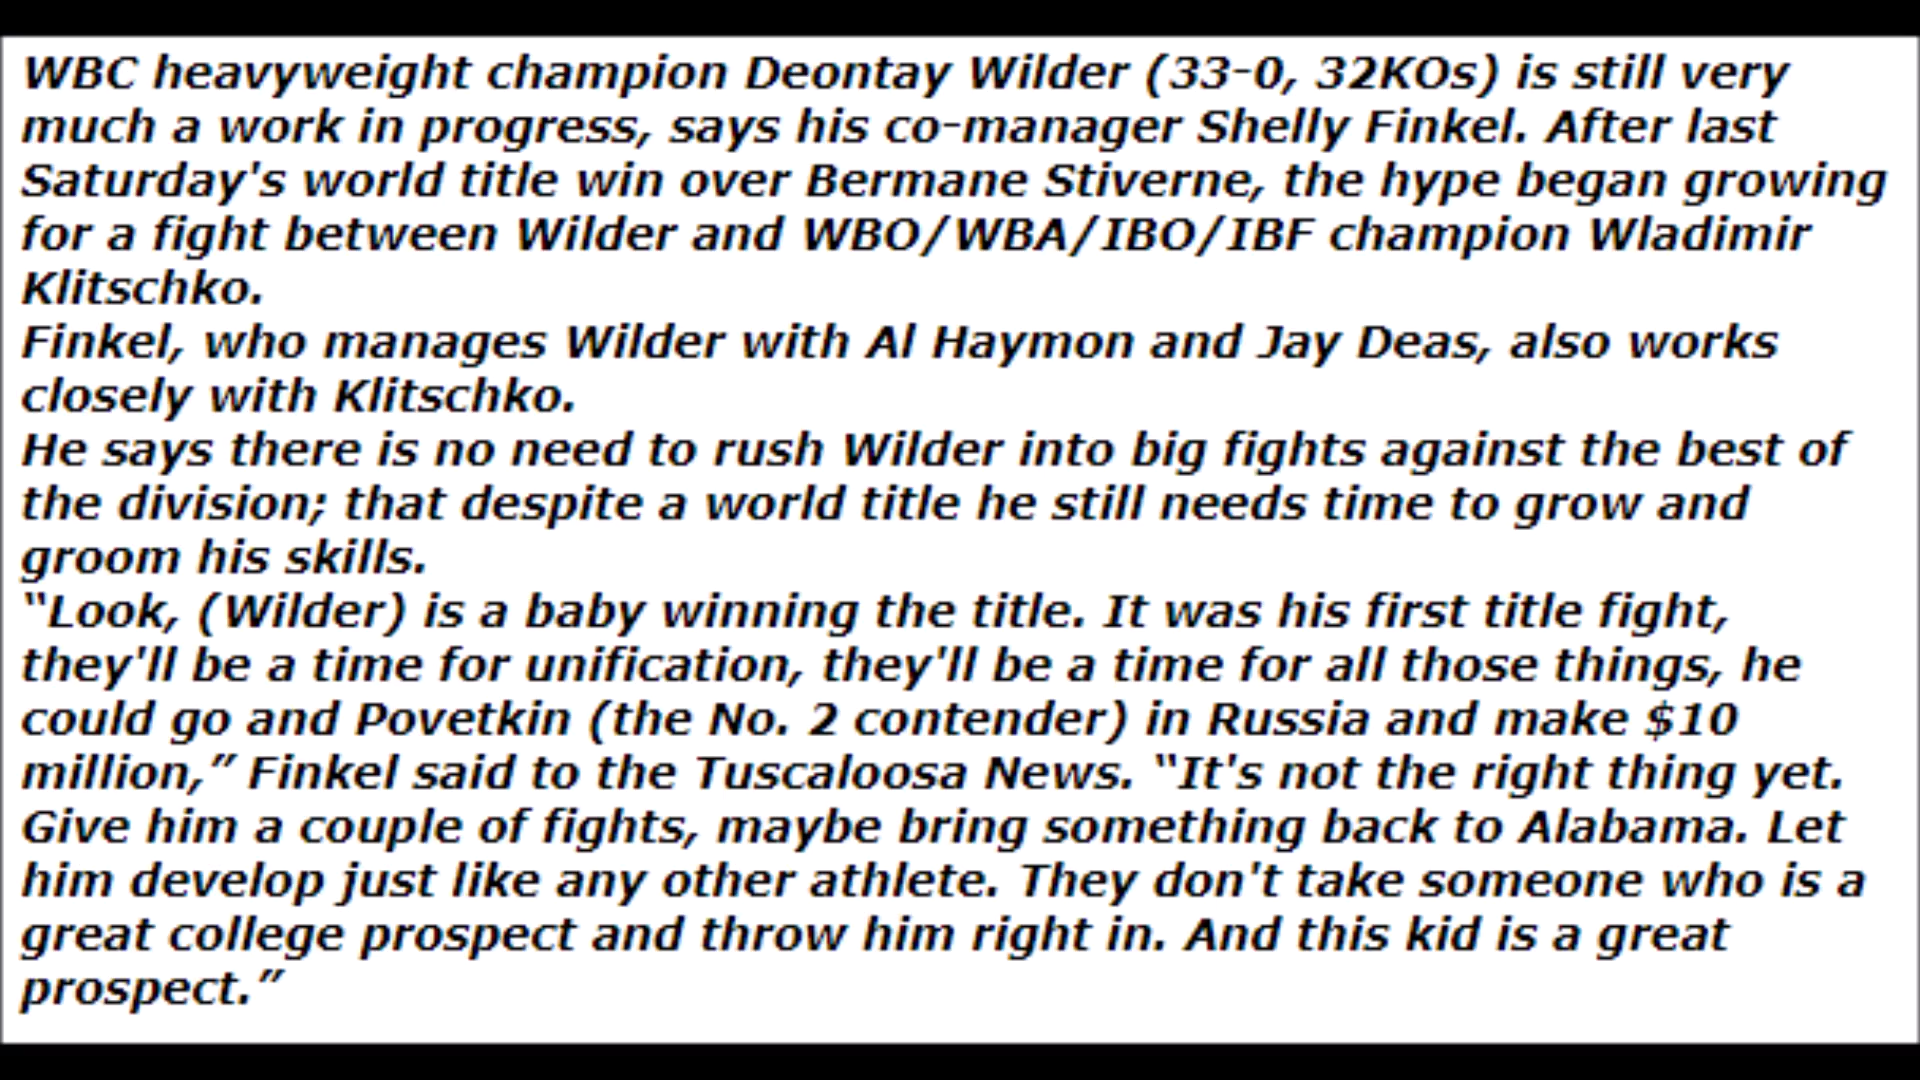 WBC heavyweight champion Deontay Wilder (33-0, 32KOs) is still very
much a work in progress, says his co-manager Shelly Finkel. After last
Saturday's world title win over Bermane Stiverne, the hype began growing
for a fight between Wilder and WBO/WBA/IBO/IBF champion Wladimir
Klitschko.
Finkel, who manages Wilder with Al Haymon and Jay Deas, also works
closely with Klitschko.
He says there is no need to rush Wilder into big fights against the best of
the division; that despite a world title he still needs time to grow and
groom his skills.
“Look, (Wilder) is a baby winning the title. It was his first title fight,
they'll be a time for unification, they'll be a time for all those things, he
could go and Povetkin (the No. 2 contender) in Russia and make $10
million,” Finkel said to the Tuscaloosa News. “It's not the right thing yet.
Give him a couple of fights, maybe bring something back to Alabama. Let
him develop just like any other athlete. They don't take someone who is a
great college prospect and throw him right in. And this kid is a great
prospect.”